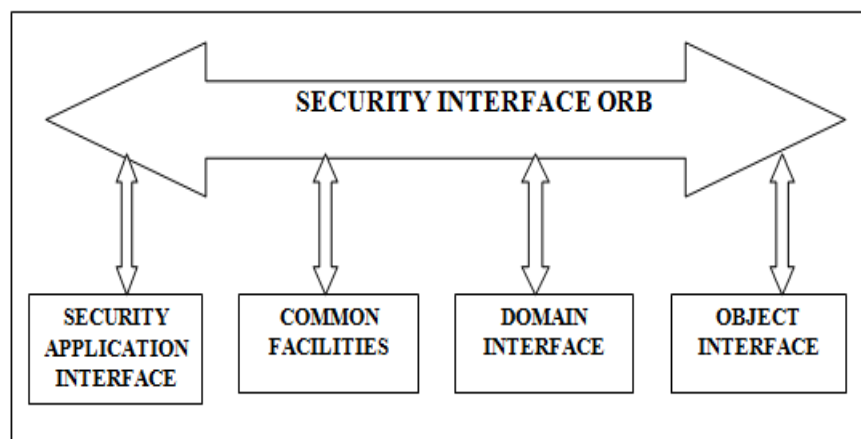 SECURITY INTERFACE ORB
SECURITY
APPLICATION
INTERFACE
COMMON
FACILITIES
DOMAIN
INTERFACE
OBJECT
INTERFACE